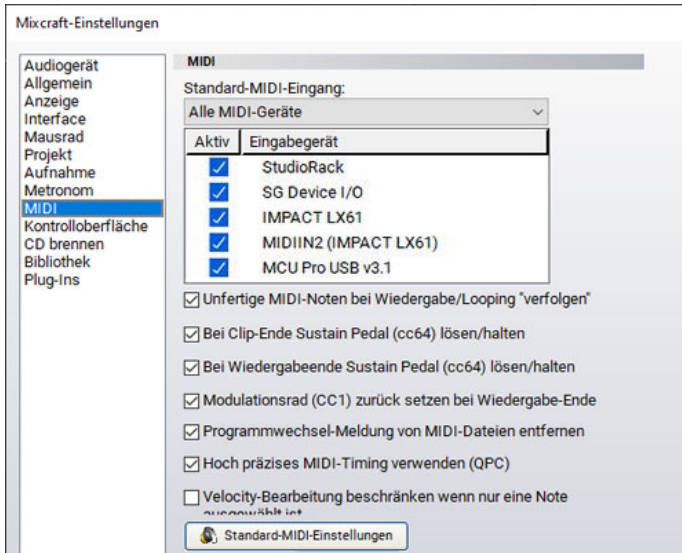 Mixcraft-Einstellungen
Audiogerät
Allgemein
Anzeige
Interface
Mausrad
Projekt
Aufnahme
Metronom
MIDI
Kontrolloberfläche
CD brennen
Bibliothek
Plug-Ins
MIDI
Standard-MIDI-Eingang:
Alle MIDI-Geräte
Aktiv Eingabegerät
StudioRack
SG Device I/O
IMPACT LX61
MIDIIN2 (IMPACT LX61)
MCU Pro USB v3.1
Unfertige MIDI-Noten bei Wiedergabe/Looping "verfolgen"
Bei Clip-Ende Sustain Pedal (cc64) lösen/halten
Bei Wiedergabeende Sustain Pedal (cc64) lösen/halten
Modulationsrad (CC1) zurück setzen bei Wiedergabe-Ende
Programmwechsel-Meldung von MIDI-Dateien entfernen
Hoch präzises MIDI-Timing verwenden (QPC)
Velocity-Bearbeitung beschränken wenn nur eine Note
ausgewählt ist
Standard-MIDI-Einstellungen